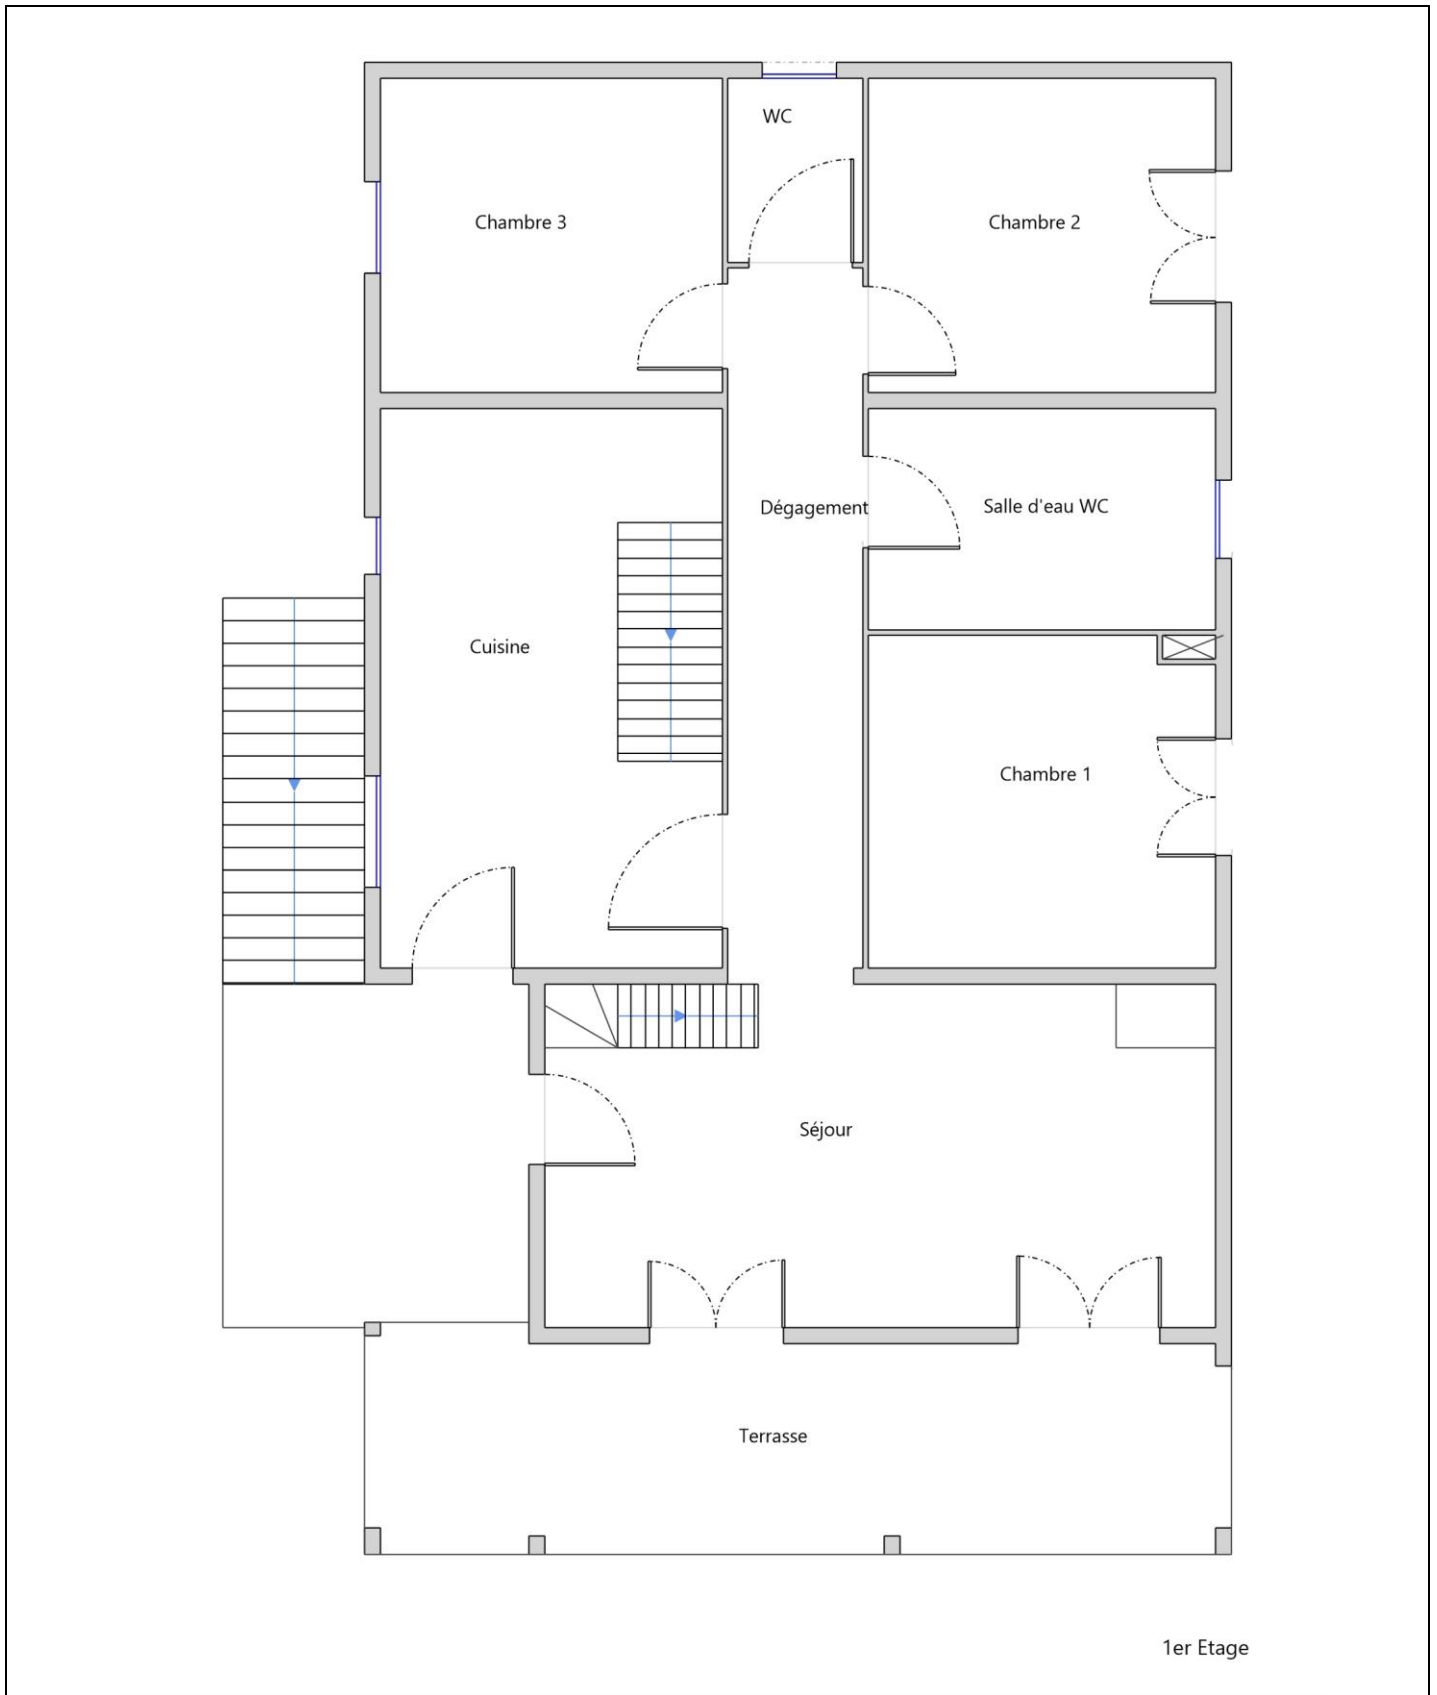 WC
Chambre 3
Chambre 2
Dégagement
Salle d'eau WC
Cuisine
Chambre 1
Séjour
Terrasse
1er Etage